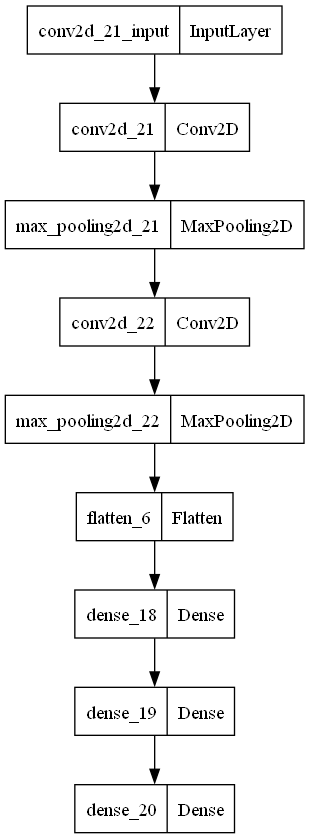 conv2d_21_input InputLayer
conv2d_21 Conv2D
max_pooling2d_21 MaxPooling2D
conv2d_22 Conv2D
max_pooling2d_22 MaxPooling2D
flatten_6 Flatten
dense_18 Dense
dense_19 Dense
dense_20 Dense